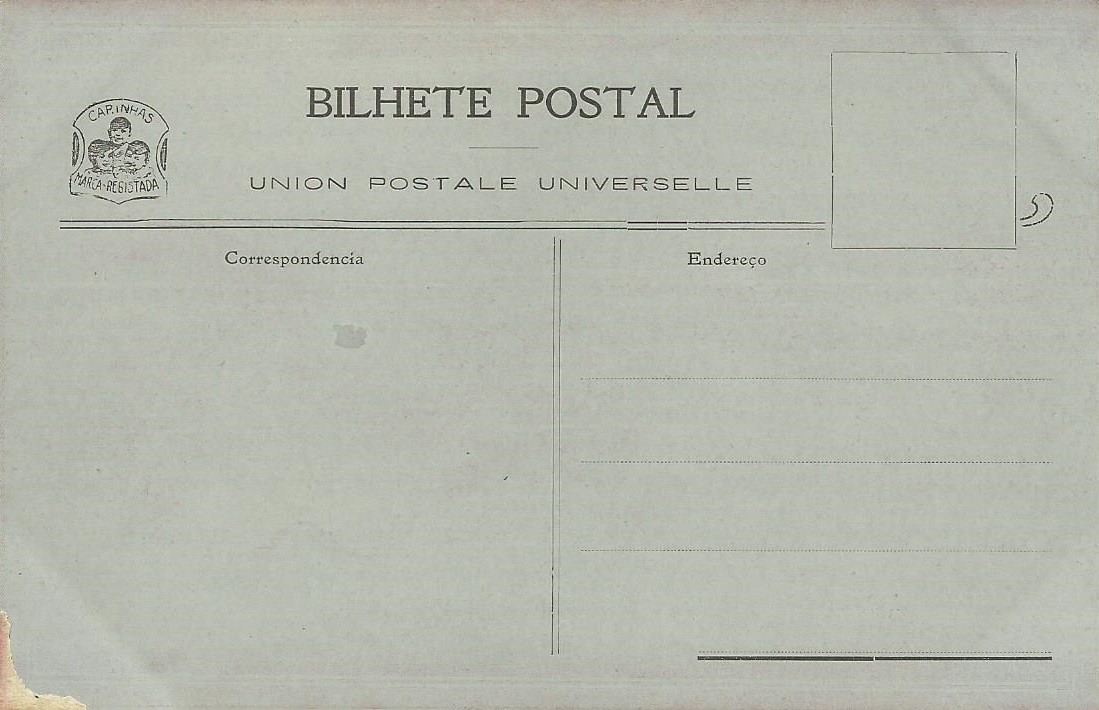 CARINHAS
MARCA-REGISTADA
BILHETE POSTAL
UNION POSTALE UNIVERSELLE
Correspondencia
Endereço